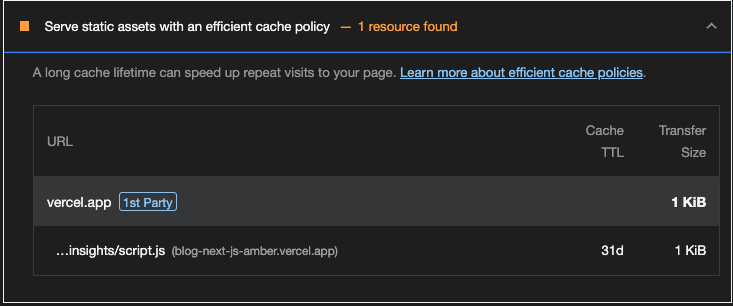 Serve static assets with an efficient cache policy — 1 resource found
A long cache lifetime can speed up repeat visits to your page. Learn more about efficient cache policies.
URL Cache TTL Transfer Size
vercel.app 1st Party 1 KiB
…insights/script.js (blog-next-js-amber.vercel.app) 31d 1 KiB